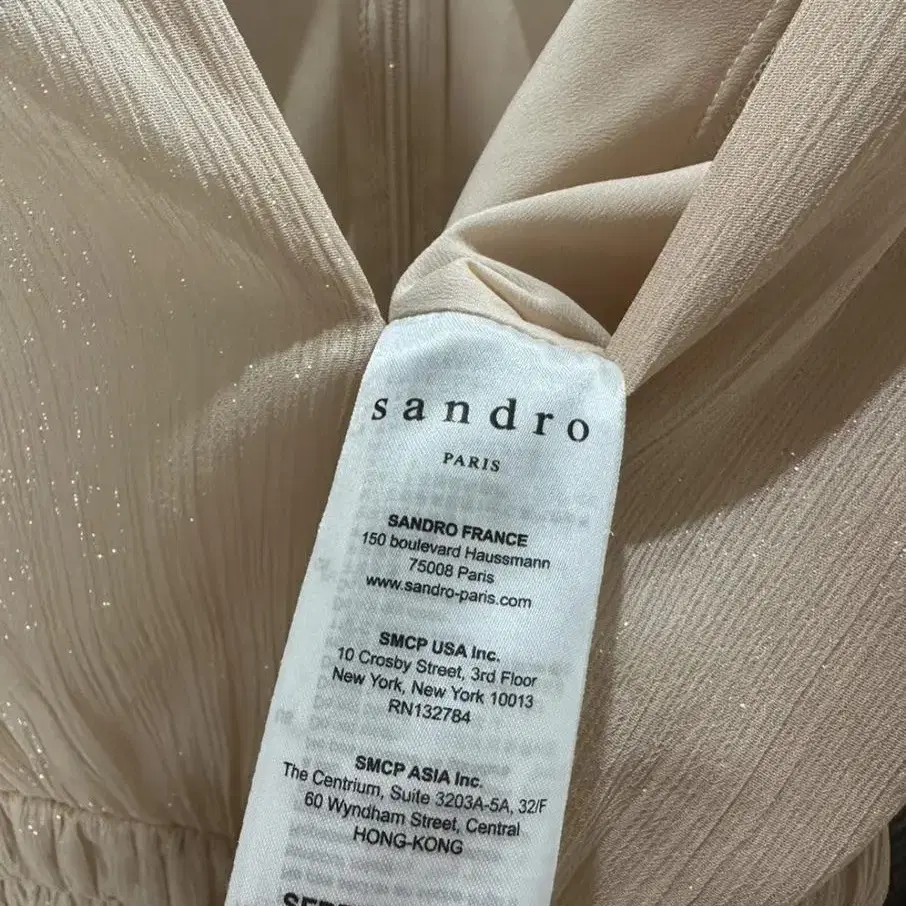 sandro
PARIS
SANDRO FRANCE
150 boulevard Haussmann
75008 Paris
www.sandro-paris.com
SMCP USA Inc.
10 Crosby Street, 3rd Floor
New York, New York 10013
RN132784
SMCP ASIA Inc.
The Centrium, Suite 3203A-5A, 32/F
60 Wyndham Street, Central
HONG-KONG